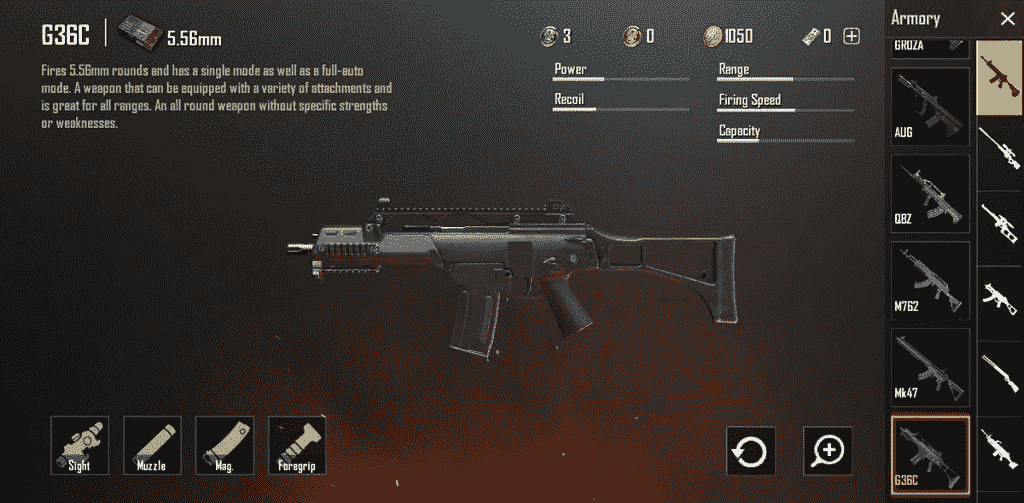 G36C
5.56mm
3
0
1050
0
Armory
Fires 5.56mm rounds and has a single mode as well as a full-auto
mode. A weapon that can be equipped with a variety of attachments and
is great for all ranges. An all round weapon without specific strengths
or weaknesses.
Power
Recoil
Range
Firing Speed
Capacity
GROZA
AUG
QBZ
M762
Mk47
G36C
Sight
Muzzle
Mag.
Foregrip